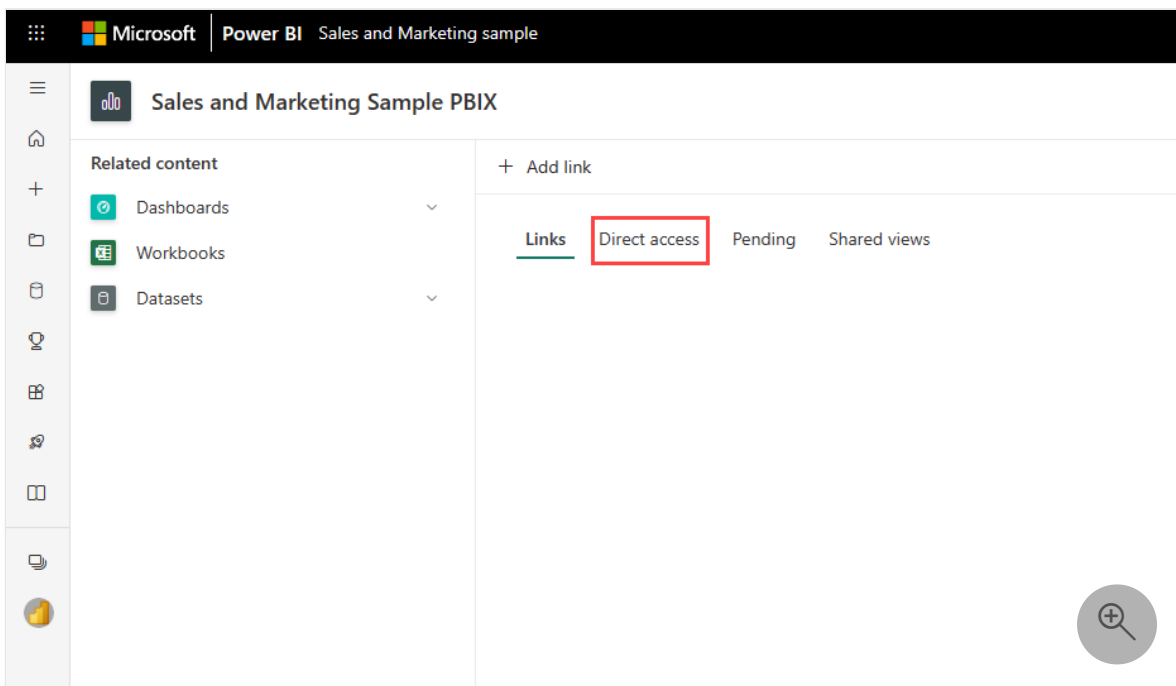 Microsoft Power BI Sales and Marketing sample
Sales and Marketing Sample PBIX
Related content
Dashboards
Workbooks
Datasets
+ Add link
Links Direct access Pending Shared views